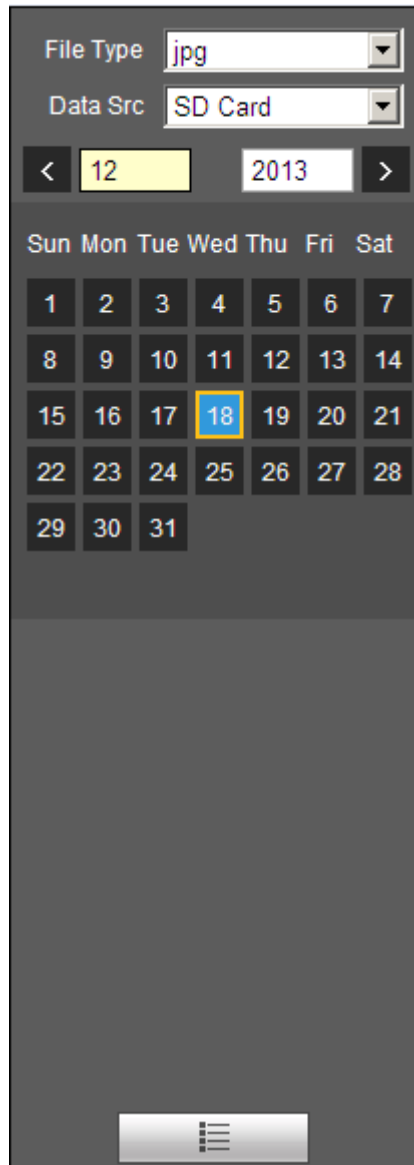 File Type jpg
Data Src SD Card
< 12 2013 >
Sun Mon Tue Wed Thu Fri Sat
1 2 3 4 5 6 7
8 9 10 11 12 13 14
15 16 17 18 19 20 21
22 23 24 25 26 27 28
29 30 31